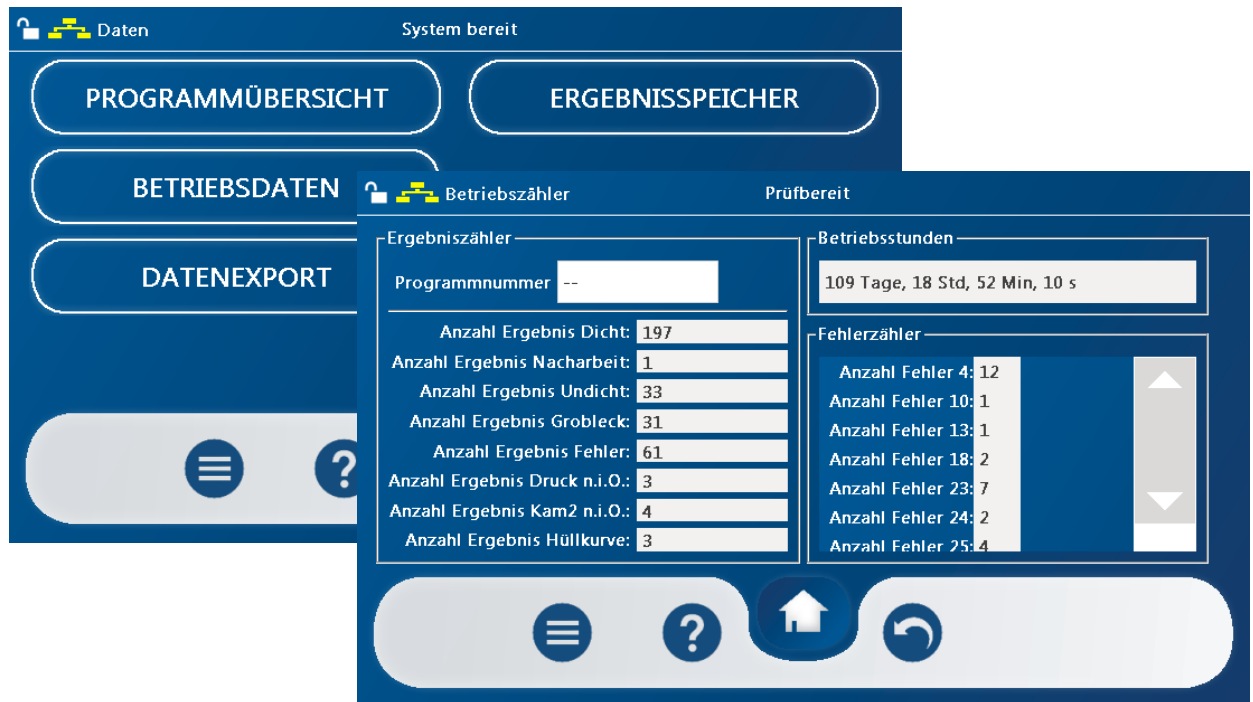 Daten
System bereit
PROGRAMMÜBERSICHT
ERGEBNISSPEICHER
BETRIEBSDATEN
DATENEXPORT
?
Betriebszähler
Prüfbereit
Ergebniszähler
Programmnummer --
Anzahl Ergebnis Dicht: 197
Anzahl Ergebnis Nacharbeit: 1
Anzahl Ergebnis Undicht: 33
Anzahl Ergebnis Grobleck: 31
Anzahl Ergebnis Fehler: 61
Anzahl Ergebnis Druck n.i.O.: 3
Anzahl Ergebnis Kam2 n.i.O.: 4
Anzahl Ergebnis Hüllkurve: 3
Betriebsstunden
109 Tage, 18 Std, 52 Min, 10 s
Fehlerzähler
Anzahl Fehler 4: 12
Anzahl Fehler 10: 1
Anzahl Fehler 13: 1
Anzahl Fehler 18: 2
Anzahl Fehler 23: 7
Anzahl Fehler 24: 2
Anzahl Fehler 25: 4
?